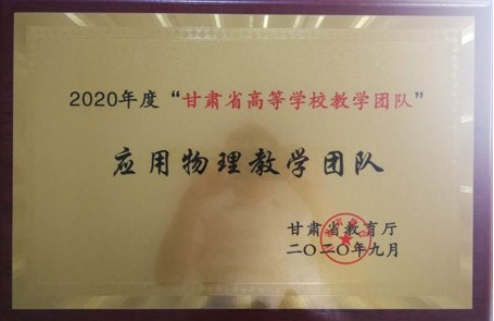 2020年度“甘肃省高等学校教学团队”
应用物理教学团队
甘肃省教育厅
二〇二〇年九月